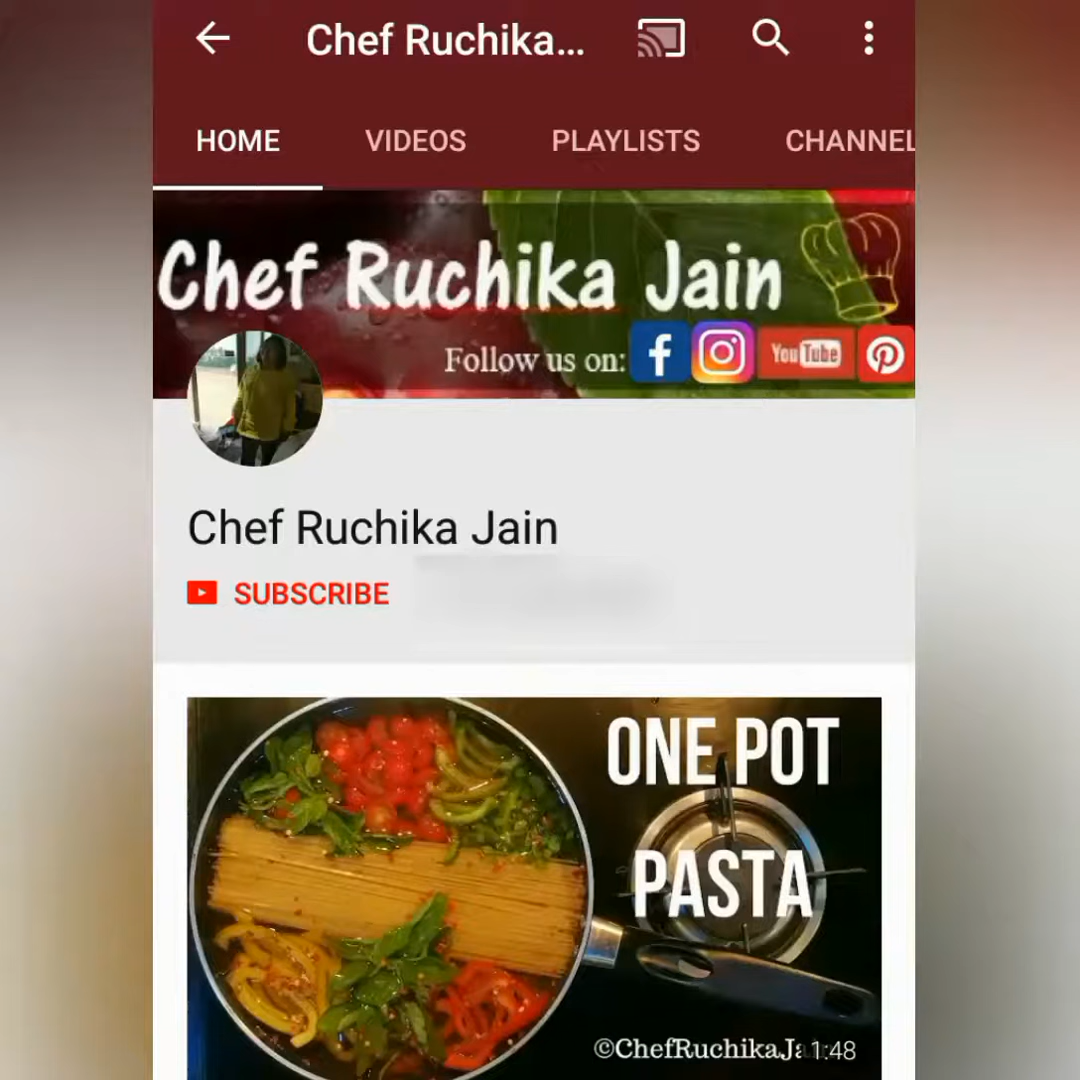 Chef Ruchika...
HOME VIDEOS PLAYLISTS CHANNEL
Chef Ruchika Jain
Follow us on: f YouTube
Chef Ruchika Jain
SUBSCRIBE
ONE POT
PASTA
©ChefRuchikaJa 1:48